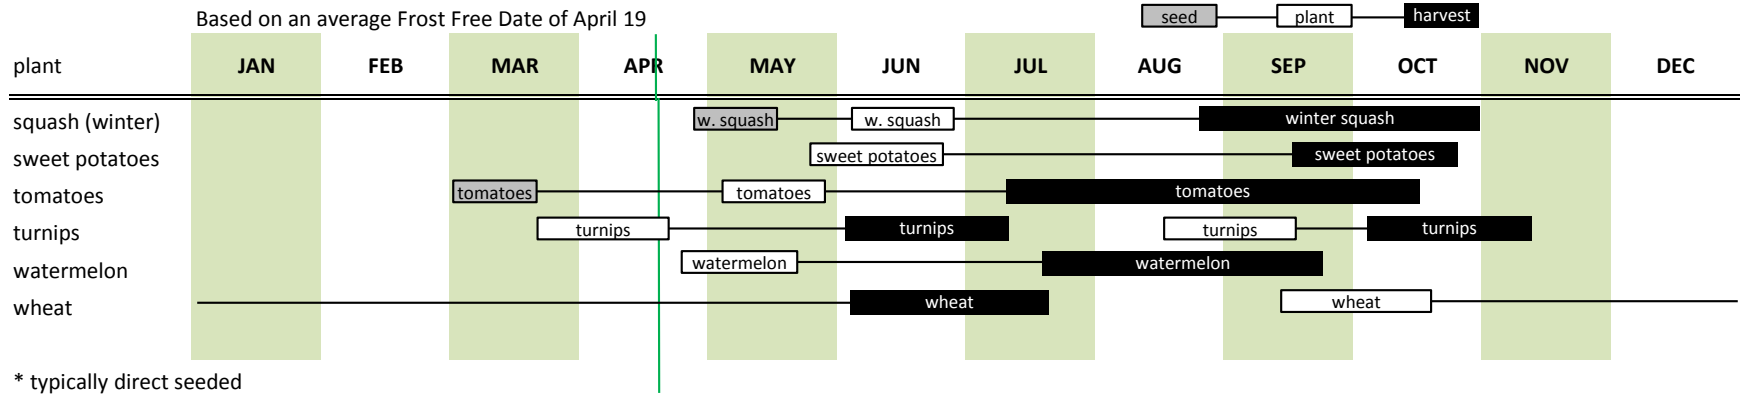 Based on an average Frost Free Date of April 19
seed plant harvest
plant JAN FEB MAR APR MAY JUN JUL AUG SEP OCT NOV DEC
squash (winter) w. squash w. squash winter squash
sweet potatoes sweet potatoes sweet potatoes
tomatoes tomatoes tomatoes tomatoes
turnips turnips turnips turnips turnips
watermelon watermelon watermelon
wheat wheat wheat
* typically direct seeded